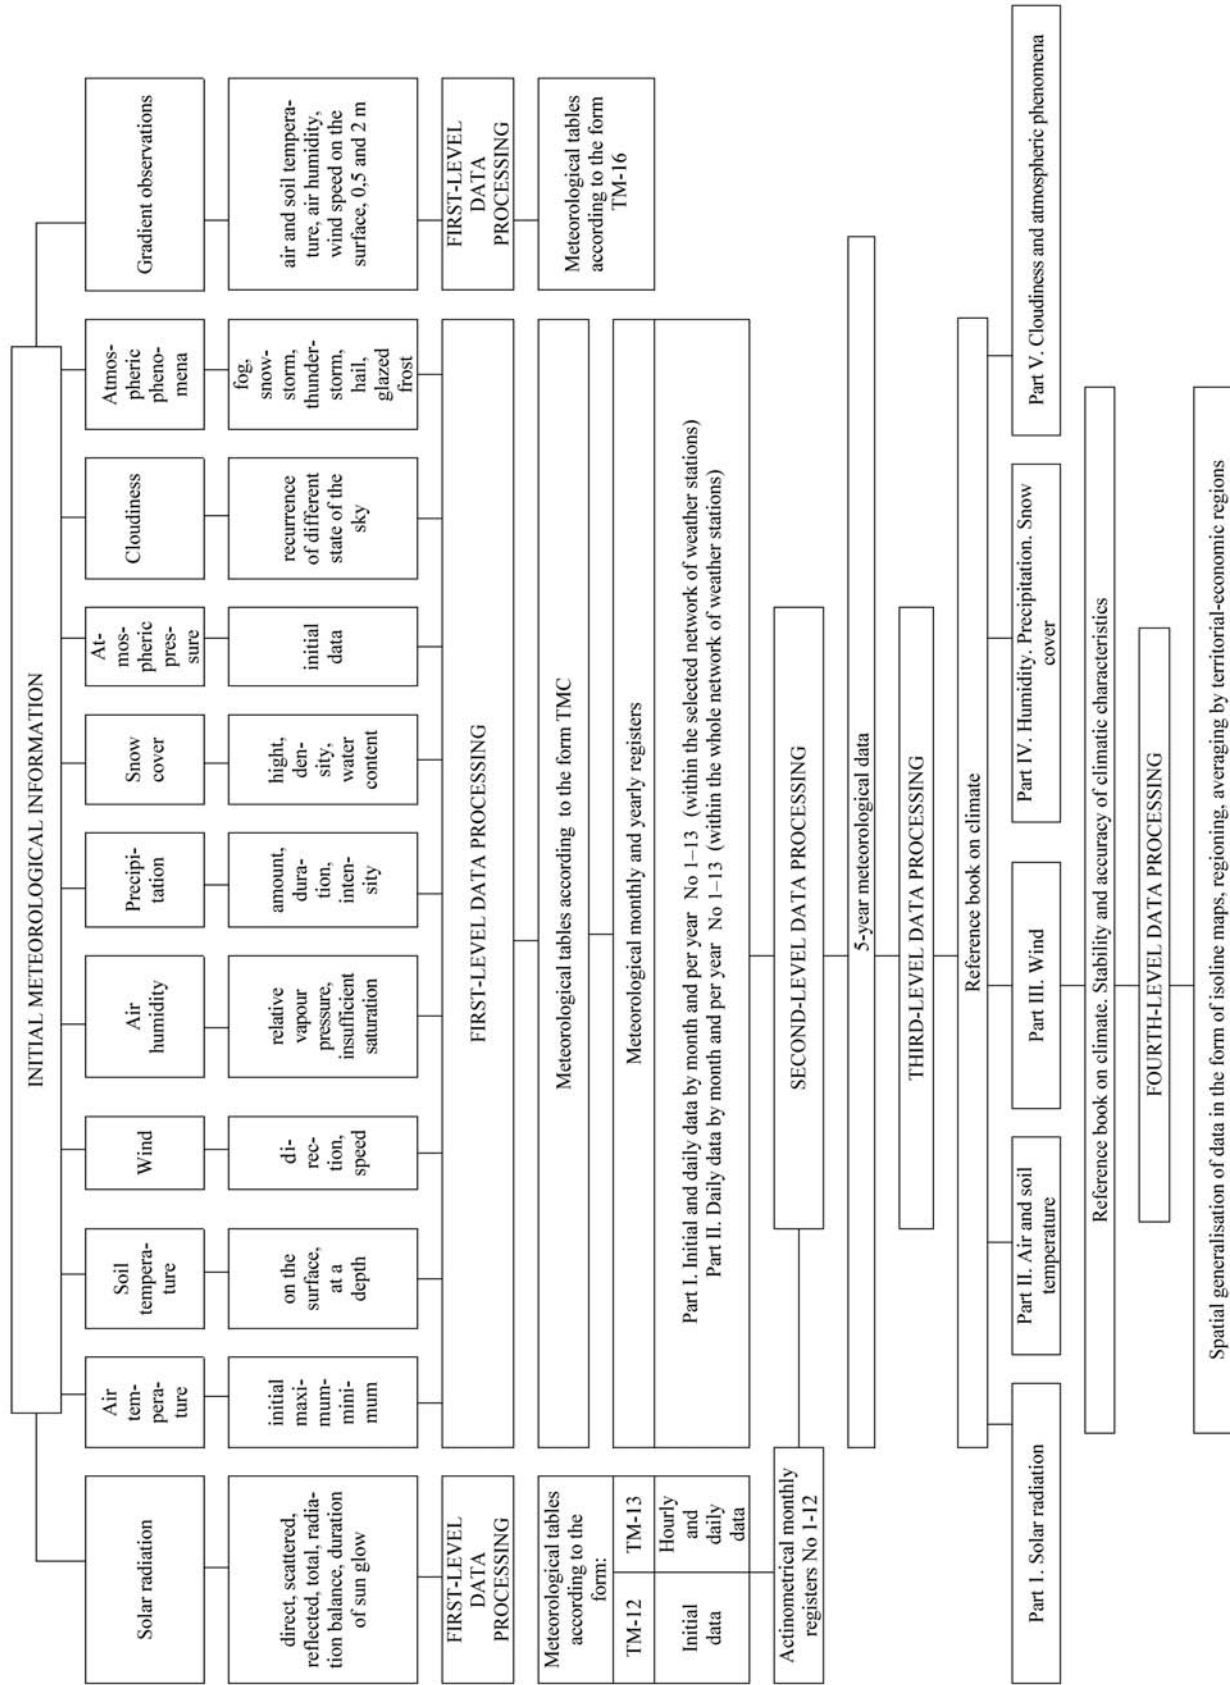 INITIAL METEOROLOGICAL INFORMATION
Solar radiation
Air
tem-
pera-
ture
Soil
tempera-
ture
Wind
Air
humidity
Precipi-
tation
Snow
cover
At-
mos-
pheric
pres-
sure
Cloudiness
Atmos-
pheric
pheno-
mena
Gradient observations
direct, scattered,
reflected, total, radia-
tion balance, duration
of sun glow
initial
maxi-
mum-
mini-
mum
on the
surface,
at a
depth
di-
rec-
tion,
speed
relative
vapour
pressure,
insufficient
saturation
amount,
dura-
tion,
inten-
sity
hight,
den-
sity,
water
content
initial
data
recurrence
of different
state of the
sky
fog,
snow-
storm,
thunder-
storm,
hail,
glazed
frost
air and soil tempera-
ture, air humidity,
wind speed on the
surface, 0,5 and 2 m
FIRST-LEVEL
DATA
PROCESSING
FIRST-LEVEL DATA PROCESSING
FIRST-LEVEL
DATA
PROCESSING
Meteorological tables
according to the
form:
TM-12
TM-13
Initial
data
Hourly
and
daily
data
Meteorological tables according to the form TMC
Meteorological tables
according to the form
TM-16
Meteorological monthly and yearly registers
Part I. Initial and daily data by month and per year No 1–13 (within the selected network of weather stations)
Part II. Daily data by month and per year No 1–13 (within the whole network of weather stations)
Actinometrical monthly
registers No 1-12
SECOND-LEVEL DATA PROCESSING
5-year meteorological data
THIRD-LEVEL DATA PROCESSING
Reference book on climate
Part I. Solar radiation
Part II. Air and soil
temperature
Part III. Wind
Part IV. Humidity. Precipitation. Snow
cover
Part V. Cloudiness and atmospheric phenomena
Reference book on climate. Stability and accuracy of climatic characteristics
FOURTH-LEVEL DATA PROCESSING
Spatial generalisation of data in the form of isoline maps, regioning, averaging by territorial-economic regions